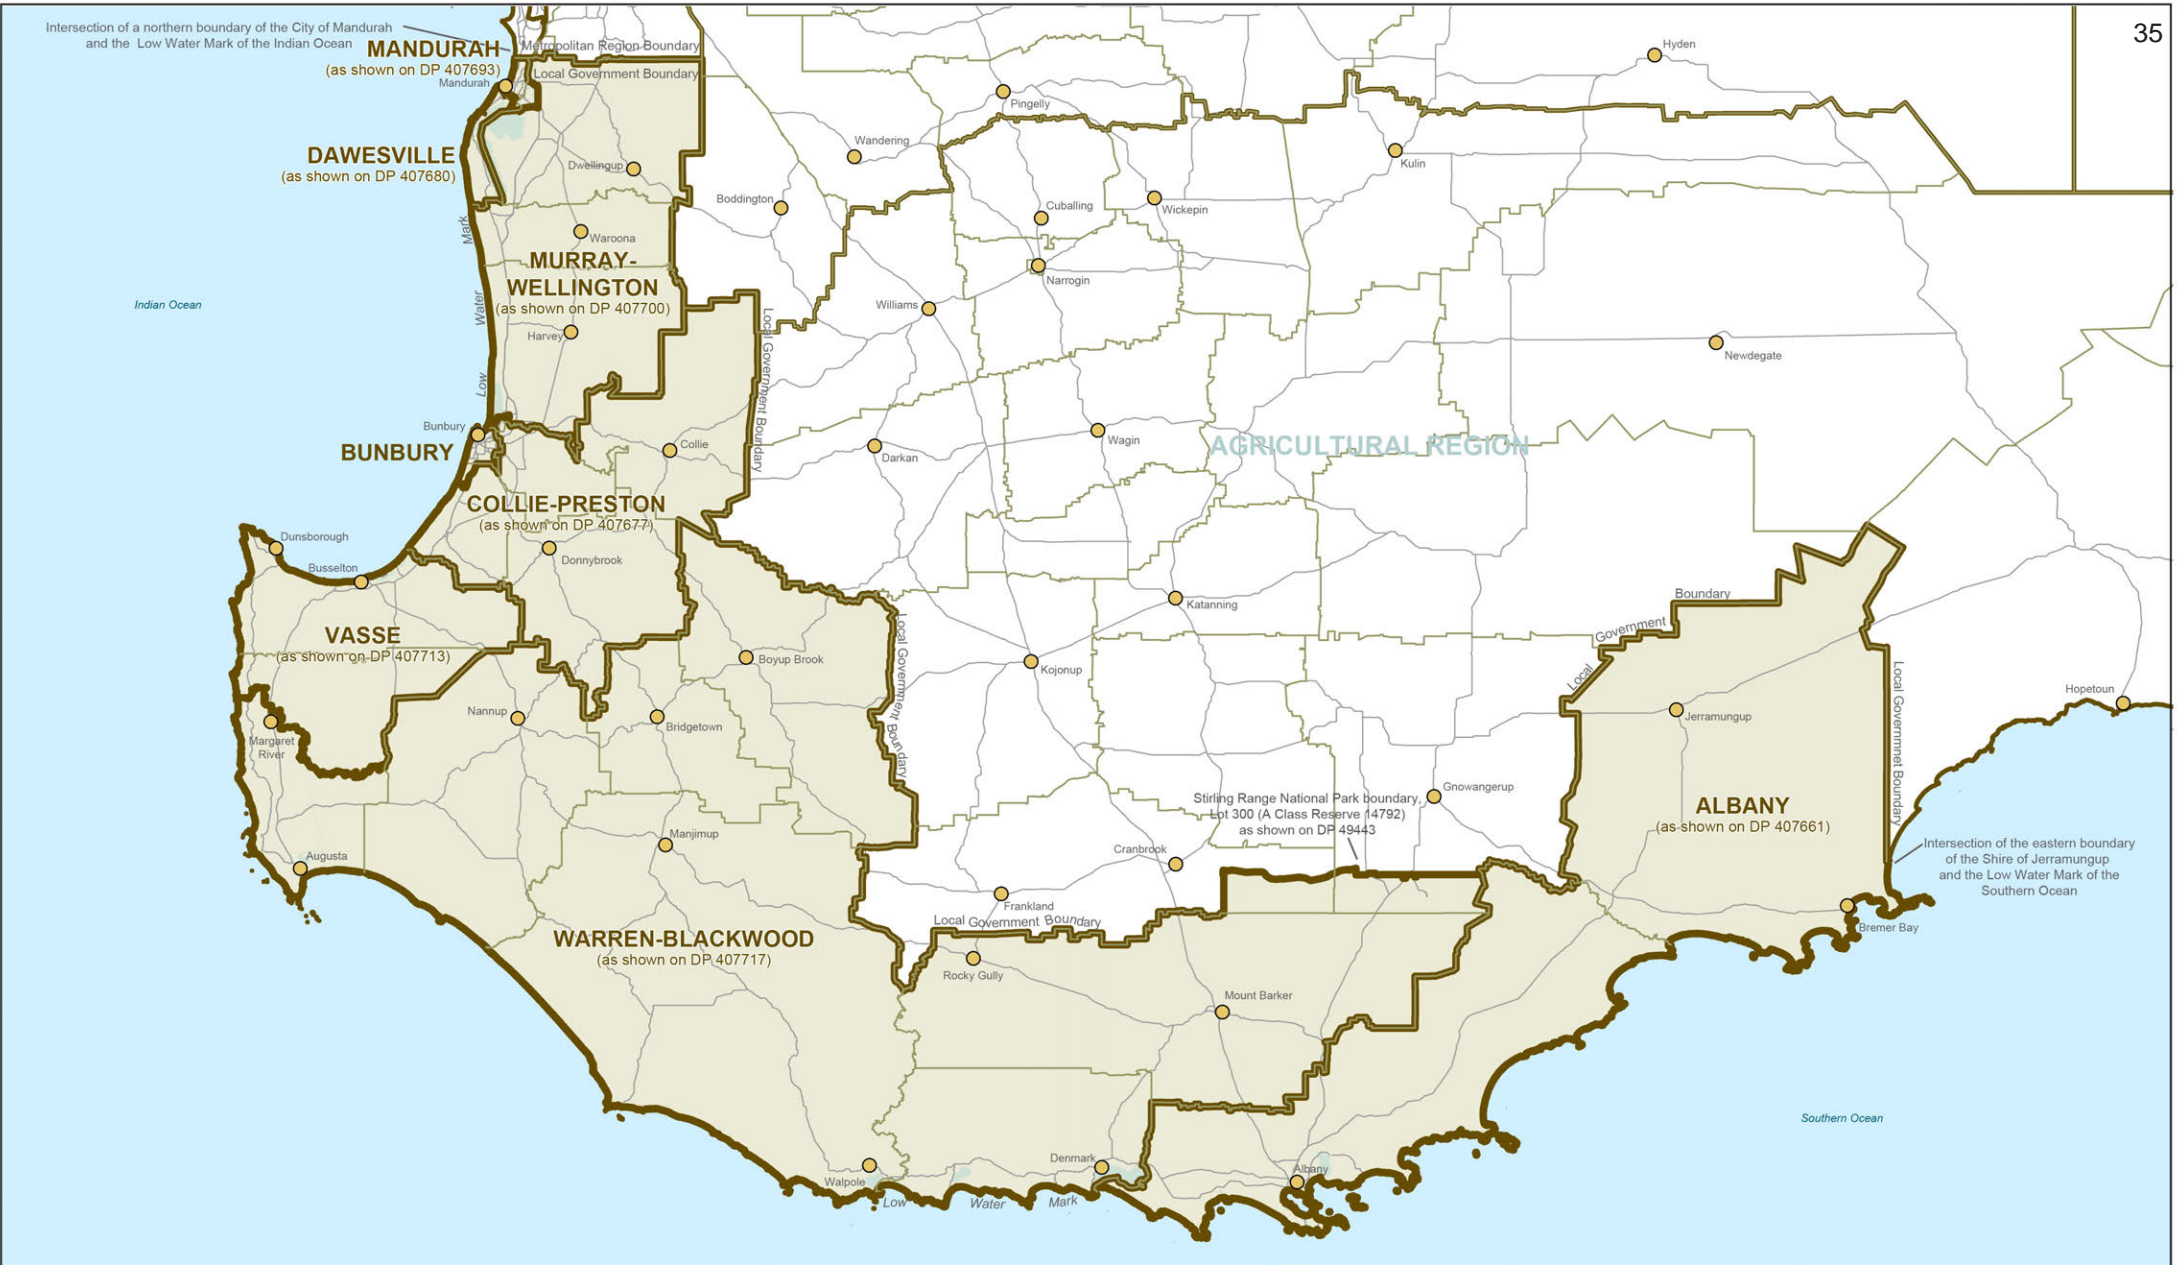 35
Intersection of a northern boundary of the City of Mandurah
and the Low Water Mark of the Indian Ocean
MANDURAH
(as shown on DP 407693)
Mandurah
Metropolitan Region Boundary
Local Government Boundary
Hyden
Pingelly
Wandering
Kulin
DAWESVILLE
(as shown on DP 407680)
Dwellingup
Boddington
Cuballing
Wickepin
Mark
Waroona
MURRAY-
WELLINGTON
(as shown on DP 407700)
Narrogin
Indian Ocean
Water
Williams
Harvey
Local Government Boundary
Newdegate
Low
Bunbury
BUNBURY
Collie
Darkan
Wagin
AGRICULTURAL REGION
COLLIE-PRESTON
(as shown on DP 407677)
Dunsborough
Busselton
Donnybrook
Katanning
Local Government Boundary
VASSE
(as shown on DP 407713)
Boyup Brook
Kojonup
Local Government Boundary
Local Governmnet Boundary
Hopetoun
Nannup
Bridgetown
Jerramungup
Margaret
River
Gnowangerup
Stirling Range National Park boundary,
Lot 300 (A Class Reserve 14792)
as shown on DP 49443
ALBANY
(as shown on DP 407661)
Manjimup
Cranbrook
Augusta
Intersection of the eastern boundary
of the Shire of Jerramungup
and the Low Water Mark of the
Southern Ocean
Frankland
Local Government Boundary
Bremer Bay
WARREN-BLACKWOOD
(as shown on DP 407717)
Rocky Gully
Mount Barker
Southern Ocean
Denmark
Albany
Walpole
Low Water Mark